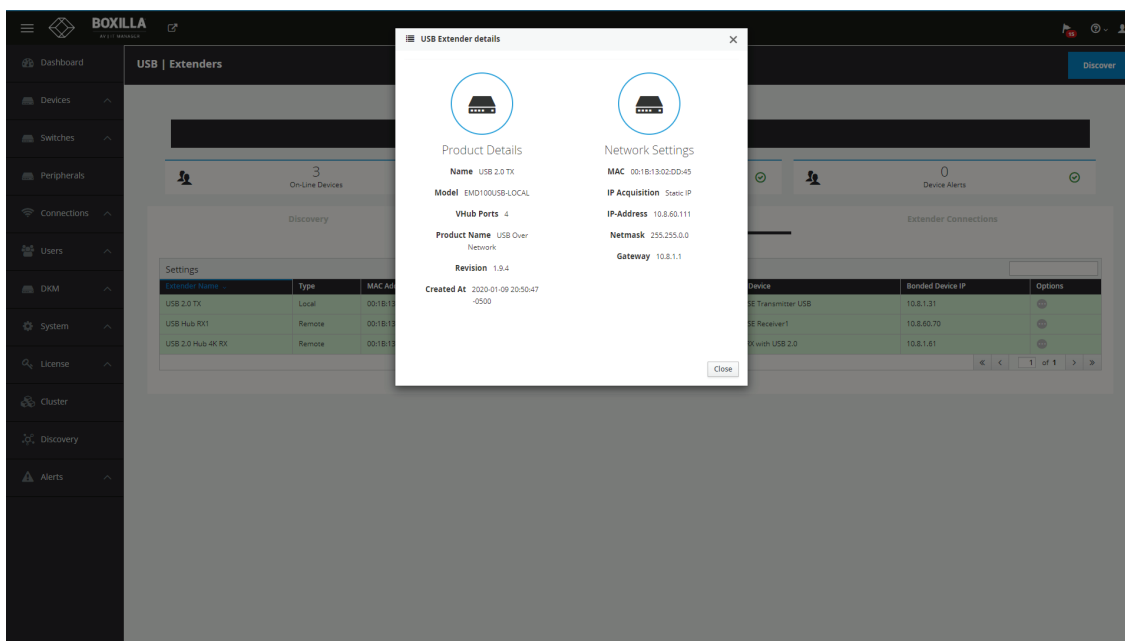 BOXILLA
USB Extender details
15
Dashboard
USB | Extenders
Discover
Devices
Switches
Peripherals
Connections
Users
DKM
System
License
Cluster
Discovery
Alerts
3
On-Line Devices
0
Device Alerts
Discovery
Extender Connections
Settings
Extender Name Type MAC Ad Device Bonded Device IP Options
USB 2.0 TX Local 00:1B:13 SE Transmitter USB 10.8.1.31
USB Hub RX1 Remote 00:1B:13 SE Receiver1 10.8.60.70
USB 2.0 Hub 4K RX Remote 00:1B:13 X with USB 2.0 10.8.1.61
1 of 1
Product Details
Name USB 2.0 TX
Model EMD100USB-LOCAL
VHub Ports 4
Product Name USB Over
Network
Revision 1.9.4
Created At 2020-01-09 20:50:47
-0500
Network Settings
MAC 00:1B:13:02:DD:45
IP Acquisition Static IP
IP-Address 10.8.60.111
Netmask 255.255.0.0
Gateway 10.8.1.1
Close